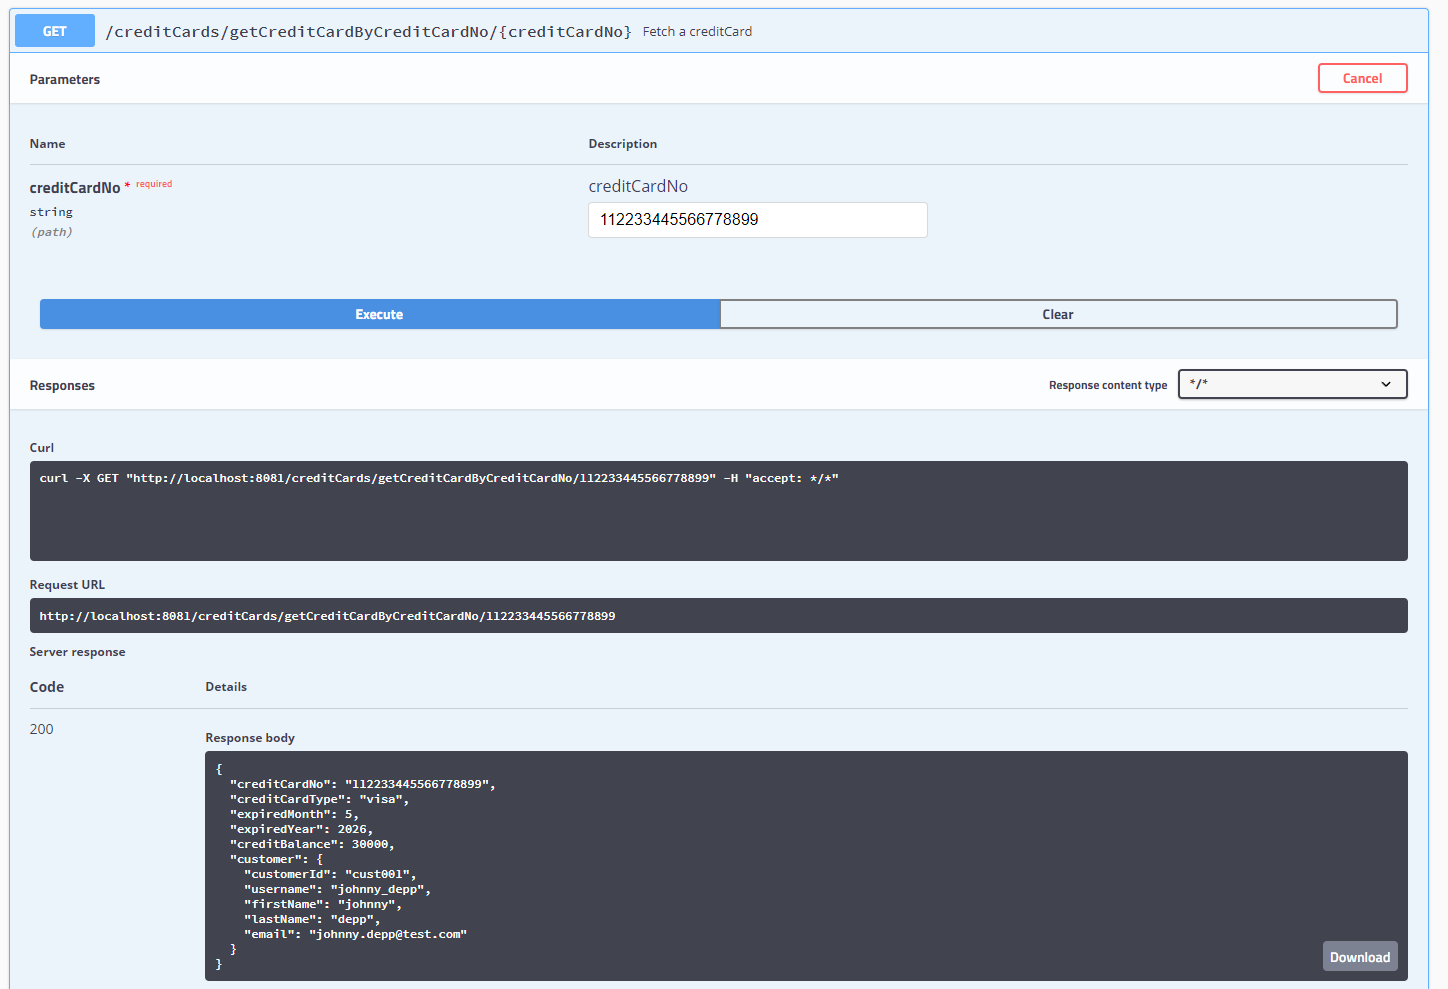 GET /creditCards/getCreditCardByCreditCardNo/{creditCardNo} Fetch a creditCard
Parameters Cancel
Name Description
creditCardNo * required creditCardNo
string 112233445566778899
(path)
Execute Clear
Responses Response content type */*
Curl
curl -X GET "http://localhost:8081/creditCards/getCreditCardByCreditCardNo/112233445566778899" -H "accept: */*"
Request URL
http://localhost:8081/creditCards/getCreditCardByCreditCardNo/112233445566778899
Server response
Code Details
200
Response body
{
"creditCardNo": "112233445566778899",
"creditCardType": "visa",
"expiredMonth": 5,
"expiredYear": 2026,
"creditBalance": 30000,
"customer": {
"customerId": "cust001",
"username": "johnny_depp",
"firstName": "johnny",
"lastName": "depp",
"email": "johnny.depp@test.com"
}
}
Download